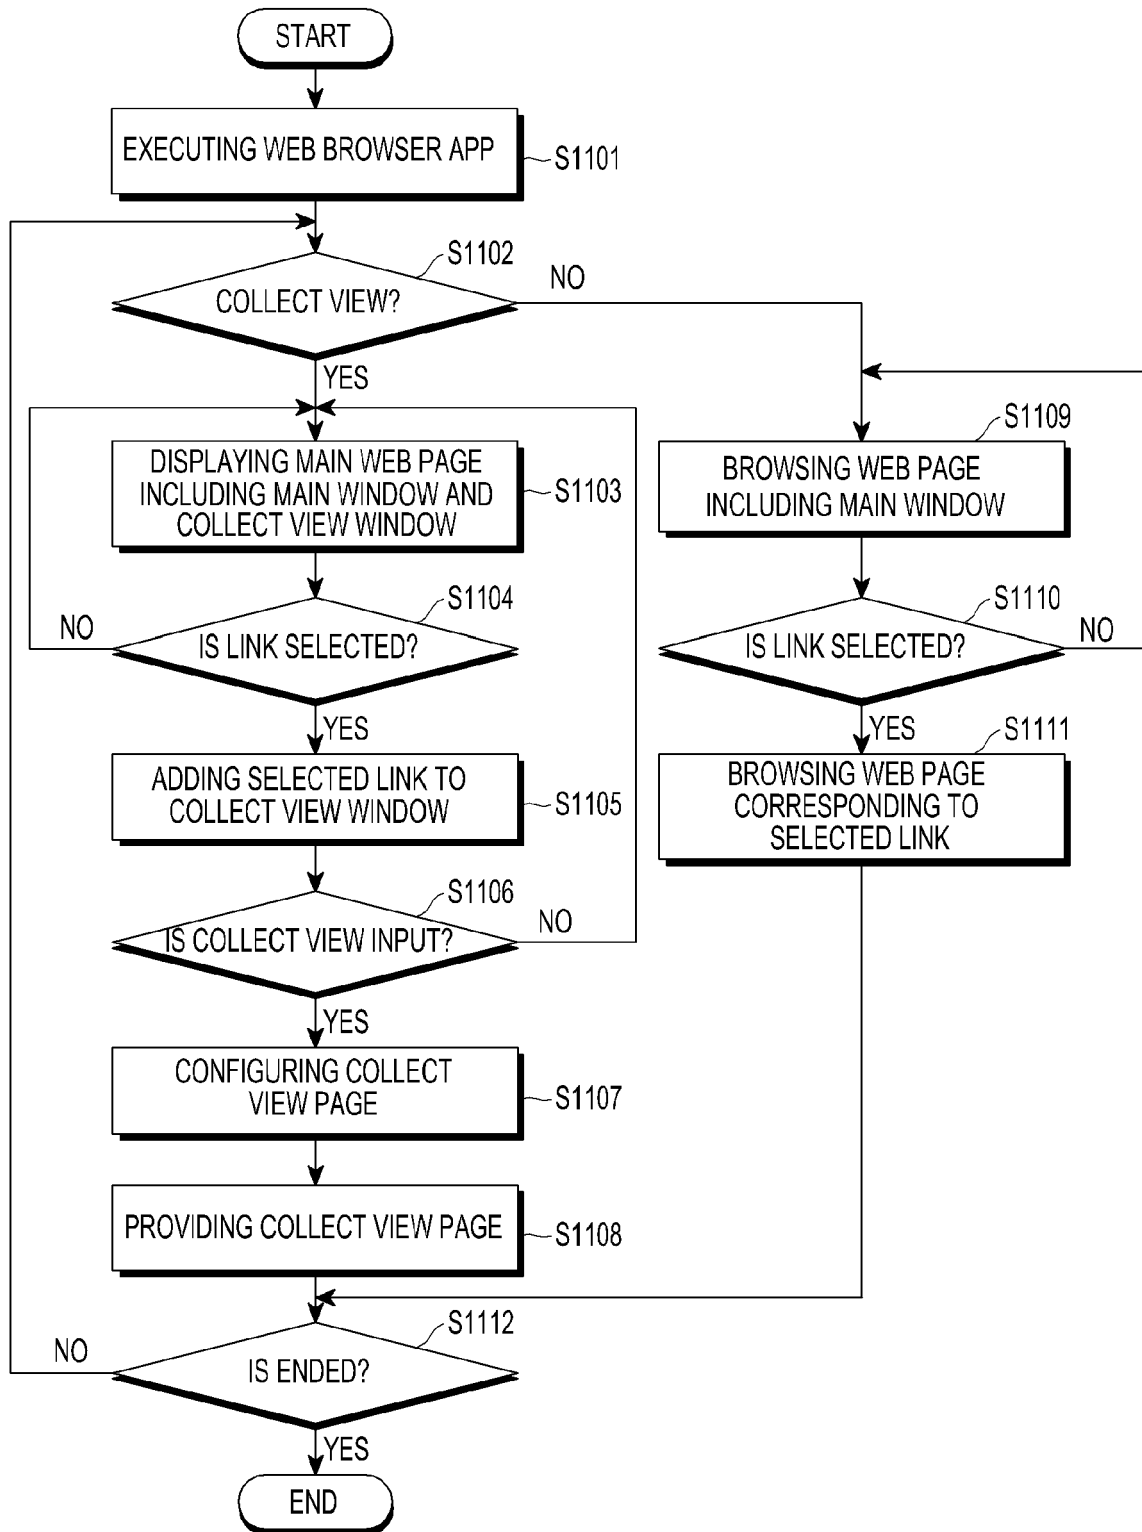 START
EXECUTING WEB BROWSER APP
S1101
S1102
COLLECT VIEW?
NO
YES
DISPLAYING MAIN WEB PAGE
INCLUDING MAIN WINDOW AND
COLLECT VIEW WINDOW
S1103
S1104
IS LINK SELECTED?
NO
YES
ADDING SELECTED LINK TO
COLLECT VIEW WINDOW
S1105
S1106
IS COLLECT VIEW INPUT?
NO
YES
CONFIGURING COLLECT
VIEW PAGE
S1107
PROVIDING COLLECT VIEW PAGE
S1108
S1109
BROWSING WEB PAGE
INCLUDING MAIN WINDOW
S1110
IS LINK SELECTED?
NO
YES
S1111
BROWSING WEB PAGE
CORRESPONDING TO
SELECTED LINK
S1112
IS ENDED?
NO
YES
END